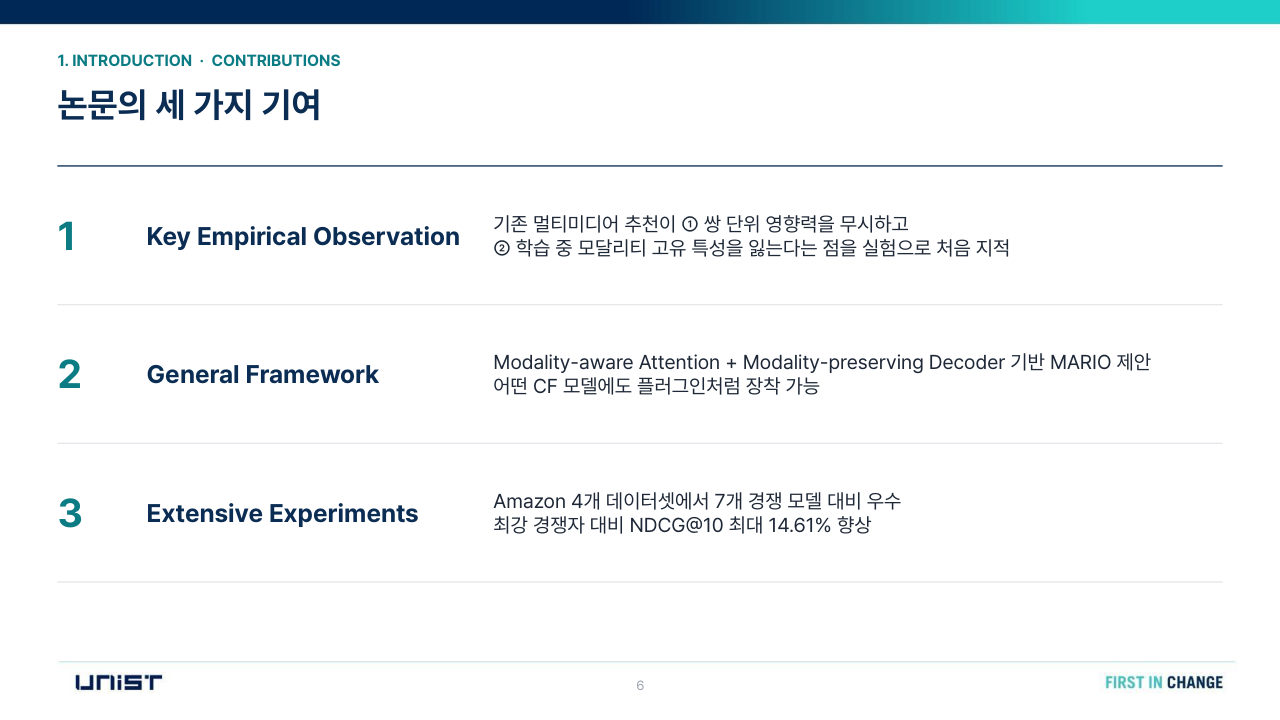 1. INTRODUCTION · CONTRIBUTIONS
논문의 세 가지 기여
1
Key Empirical Observation
기존 멀티미디어 추천이 ① 쌍 단위 영향력을 무시하고
② 학습 중 모달리티 고유 특성을 잃는다는 점을 실험으로 처음 지적
2
General Framework
Modality-aware Attention + Modality-preserving Decoder 기반 MARIO 제안
어떤 CF 모델에도 플러그인처럼 장착 가능
3
Extensive Experiments
Amazon 4개 데이터셋에서 7개 경쟁 모델 대비 우수
최강 경쟁자 대비 NDCG@10 최대 14.61% 향상
UNIST
6
FIRST IN CHANGE